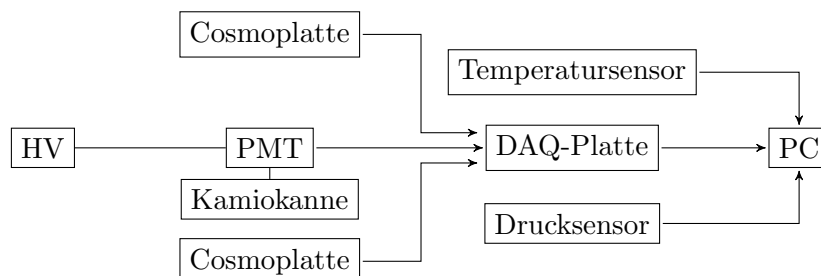 Cosmoplatte
Temperatursensor
HV
PMT
DAQ-Platte
PC
Kamiokanne
Drucksensor
Cosmoplatte